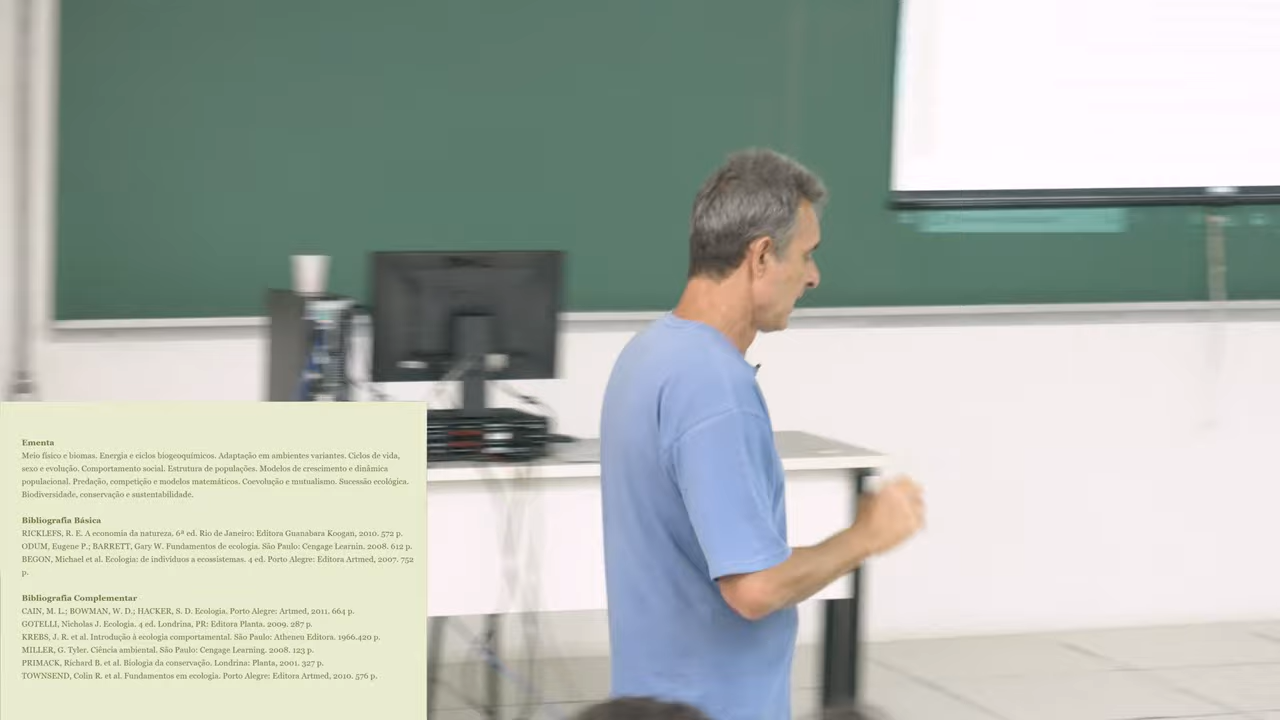 Ementa
Meio físico e biomas. Energia e ciclos biogeoquímicos. Adaptação em ambientes variantes. Ciclos de vida,
sexo e evolução. Comportamento social. Estrutura de populações. Modelos de crescimento e dinâmica
populacional. Predação, competição e modelos matemáticos. Coevolução e mutualismo. Sucessão ecológica.
Biodiversidade, conservação e sustentabilidade.
Bibliografia Básica
RICKLEFS, R. E. A economia da natureza. 6ª ed. Rio de Janeiro: Editora Guanabara Koogan, 2010. 572 p.
ODUM, Eugene P.; BARRETT, Gary W. Fundamentos de ecologia. São Paulo: Cengage Learnin. 2008. 612 p.
BEGON, Michael et al. Ecologia: de indivíduos a ecossistemas. 4 ed. Porto Alegre: Editora Artmed, 2007. 752
p.
Bibliografia Complementar
CAIN, M. L.; BOWMAN, W. D.; HACKER, S. D. Ecologia. Porto Alegre: Artmed, 2011. 664 p.
GOTELLI, Nicholas J. Ecologia. 4 ed. Londrina, PR: Editora Planta. 2009. 287 p.
KREBS, J. R. et al. Introdução à ecologia comportamental. São Paulo: Atheneu Editora. 1966.420 p.
MILLER, G. Tyler. Ciência ambiental. São Paulo: Cengage Learning. 2008. 123 p.
PRIMACK, Richard B. et al. Biologia da conservação. Londrina: Planta, 2001. 327 p.
TOWNSEND, Colin R. et al. Fundamentos em ecologia. Porto Alegre: Editora Artmed, 2010. 576 p.